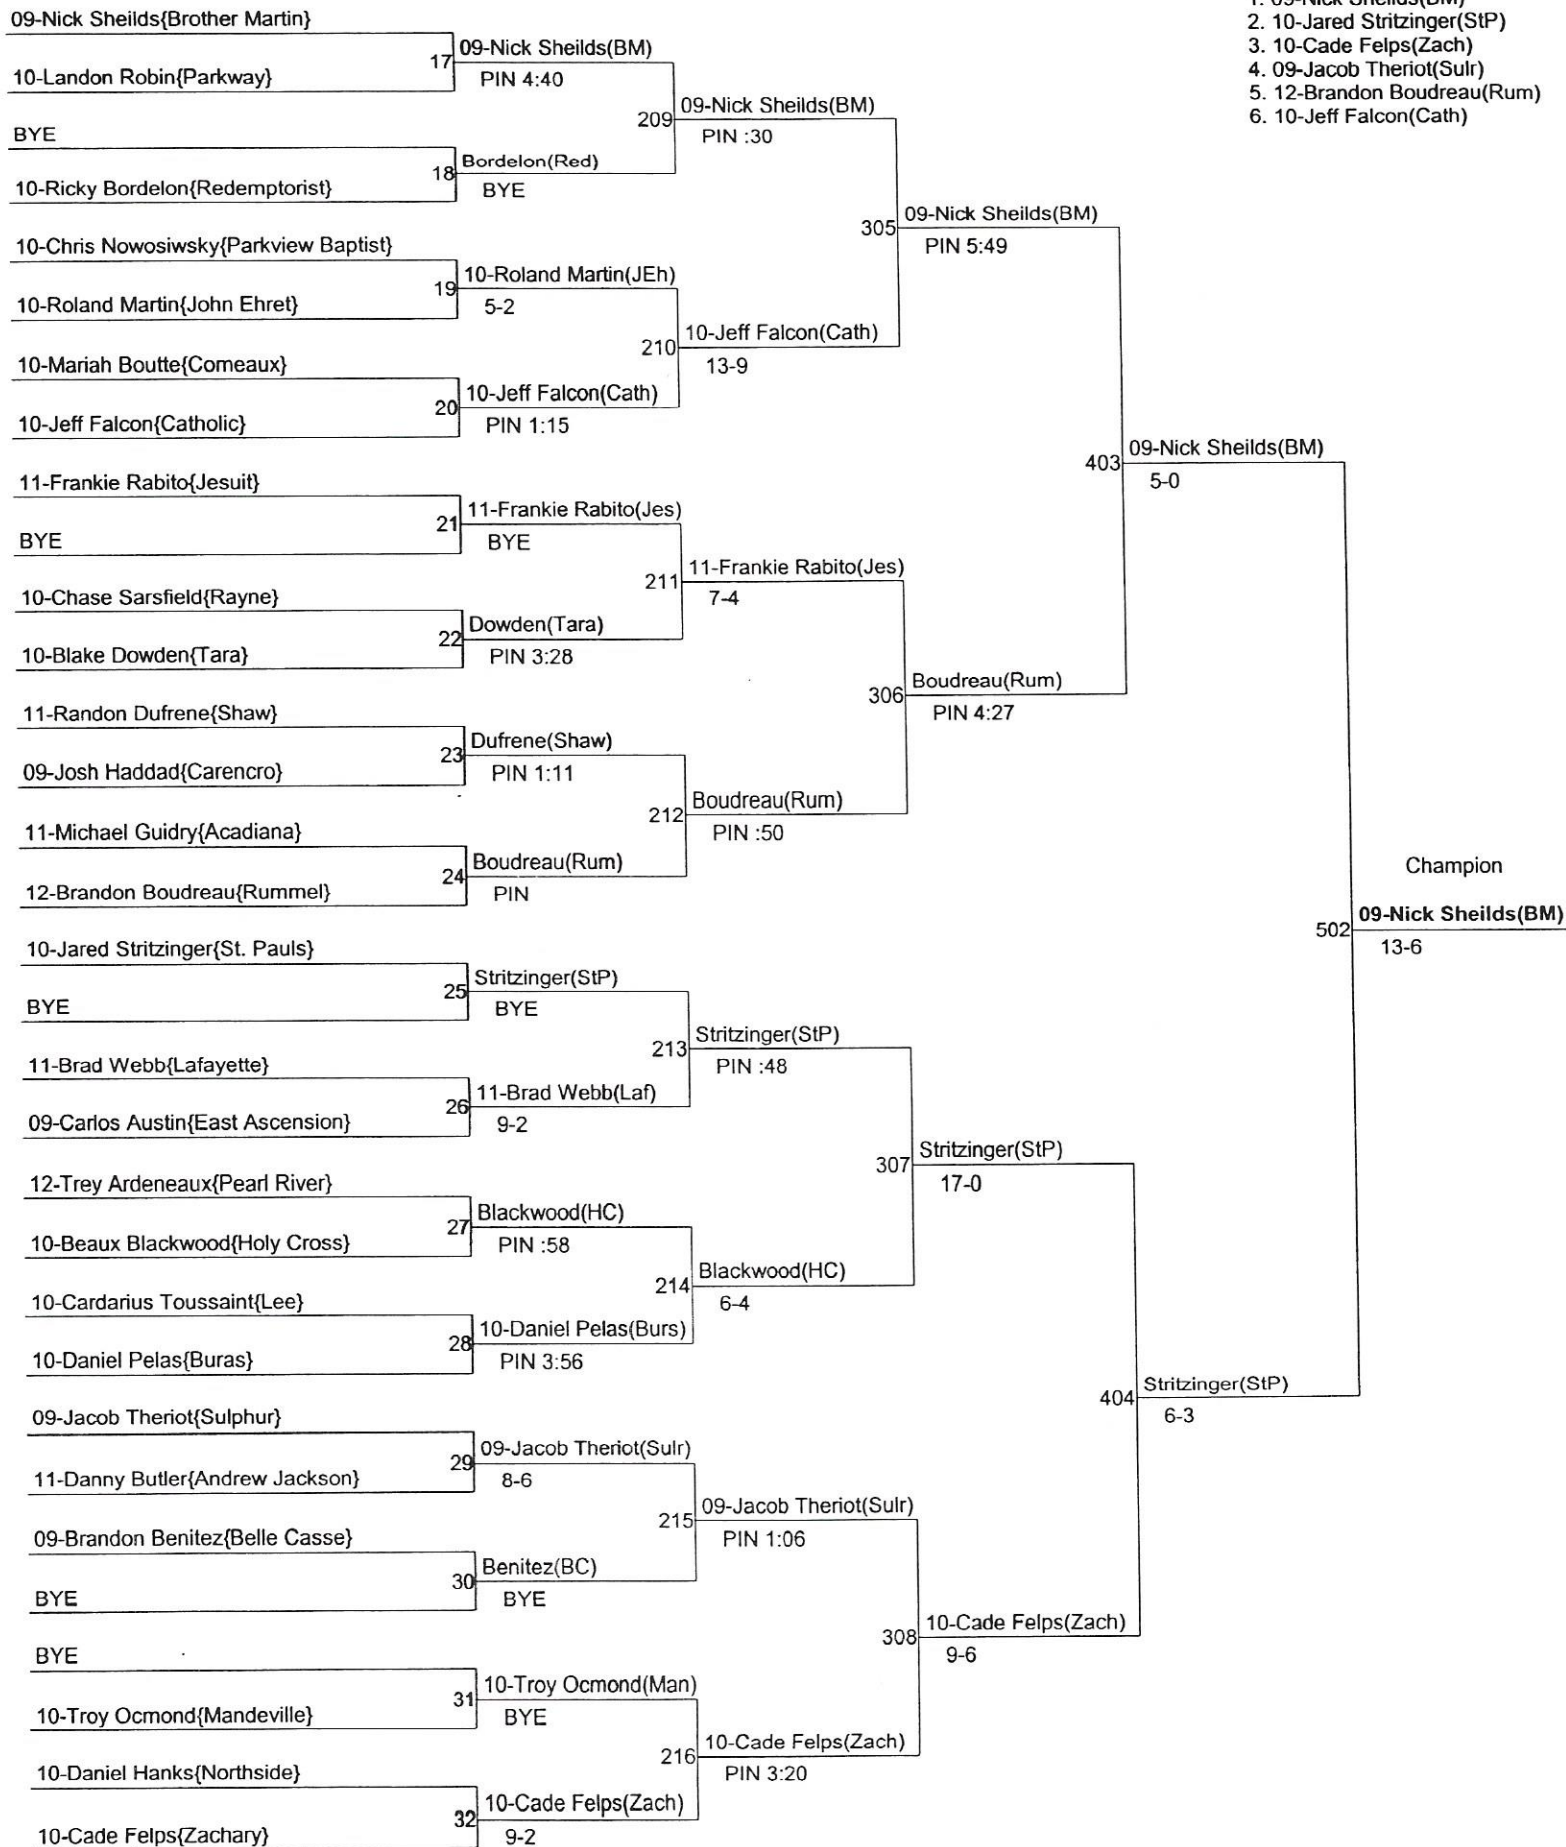 1. 09-Nick Sheilds(BM)
2. 10-Jared Stritzinger(StP)
3. 10-Cade Felps(Zach)
4. 09-Jacob Theriot(Sulr)
5. 12-Brandon Boudreau(Rum)
6. 10-Jeff Falcon(Cath)
09-Nick Sheilds{Brother Martin}
10-Landon Robin{Parkway}
BYE
10-Ricky Bordelon{Redemptorist}
10-Chris Nowosiwsky{Parkview Baptist}
10-Roland Martin{John Ehret}
10-Mariah Boutte{Comeaux}
10-Jeff Falcon{Catholic}
11-Frankie Rabito{Jesuit}
BYE
10-Chase Sarsfield{Rayne}
10-Blake Dowden{Tara}
11-Randon Dufrene{Shaw}
09-Josh Haddad{Carencro}
11-Michael Guidry{Acadiana}
12-Brandon Boudreau{Rummel}
10-Jared Stritzinger{St. Pauls}
BYE
11-Brad Webb{Lafayette}
09-Carlos Austin{East Ascension}
12-Trey Ardeneaux{Pearl River}
10-Beaux Blackwood{Holy Cross}
10-Cardarius Toussaint{Lee}
10-Daniel Pelas{Buras}
09-Jacob Theriot{Sulphur}
11-Danny Butler{Andrew Jackson}
09-Brandon Benitez{Belle Casse}
BYE
BYE
10-Troy Ocmond{Mandeville}
10-Daniel Hanks{Northside}
10-Cade Felps{Zachary}
17 09-Nick Sheilds(BM)
PIN 4:40
18 Bordelon(Red)
BYE
19 10-Roland Martin(JEh)
5-2
20 10-Jeff Falcon(Cath)
PIN 1:15
21 11-Frankie Rabito(Jes)
BYE
22 Dowden(Tara)
PIN 3:28
23 Dufrene(Shaw)
PIN 1:11
24 Boudreau(Rum)
PIN
25 Stritzinger(StP)
BYE
26 11-Brad Webb(Laf)
9-2
27 Blackwood(HC)
PIN :58
28 10-Daniel Pelas(Burs)
PIN 3:56
29 09-Jacob Theriot(Sulr)
8-6
30 Benitez(BC)
BYE
31 10-Troy Ocmond(Man)
BYE
32 10-Cade Felps(Zach)
9-2
209 09-Nick Sheilds(BM)
PIN :30
210 10-Jeff Falcon(Cath)
13-9
211 11-Frankie Rabito(Jes)
7-4
212 Boudreau(Rum)
PIN :50
213 Stritzinger(StP)
PIN :48
214 Blackwood(HC)
6-4
215 09-Jacob Theriot(Sulr)
PIN 1:06
216 10-Cade Felps(Zach)
PIN 3:20
305 09-Nick Sheilds(BM)
PIN 5:49
306 Boudreau(Rum)
PIN 4:27
307 Stritzinger(StP)
17-0
308 10-Cade Felps(Zach)
9-6
403 09-Nick Sheilds(BM)
5-0
404 Stritzinger(StP)
6-3
Champion
502 09-Nick Sheilds(BM)
13-6